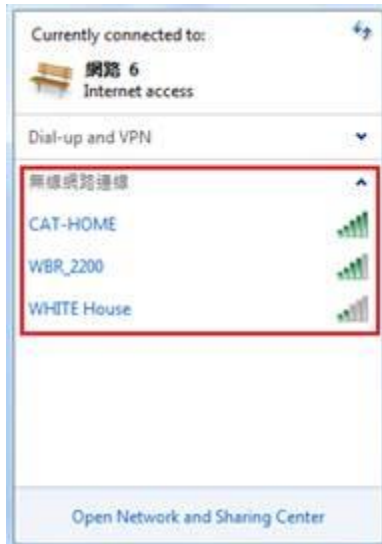 Currently connected to:
網路 6
Internet access
Dial-up and VPN
無線網路連線
CAT-HOME
WBR_2200
WHITE House
Open Network and Sharing Center